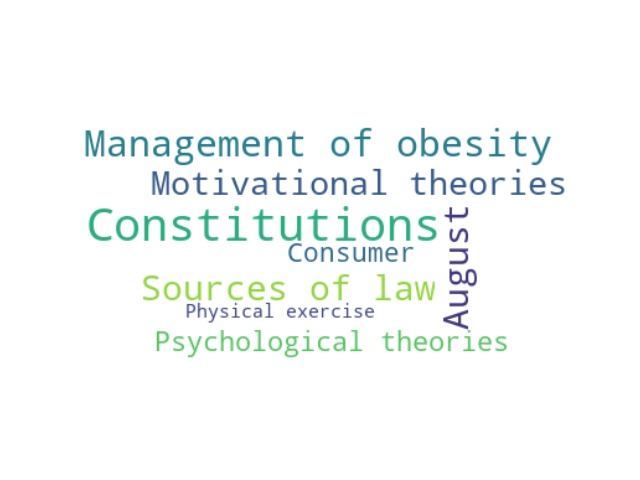 Management of obesity
Motivational theories
Constitutions
August
Consumer
Sources of law
Physical exercise
Psychological theories